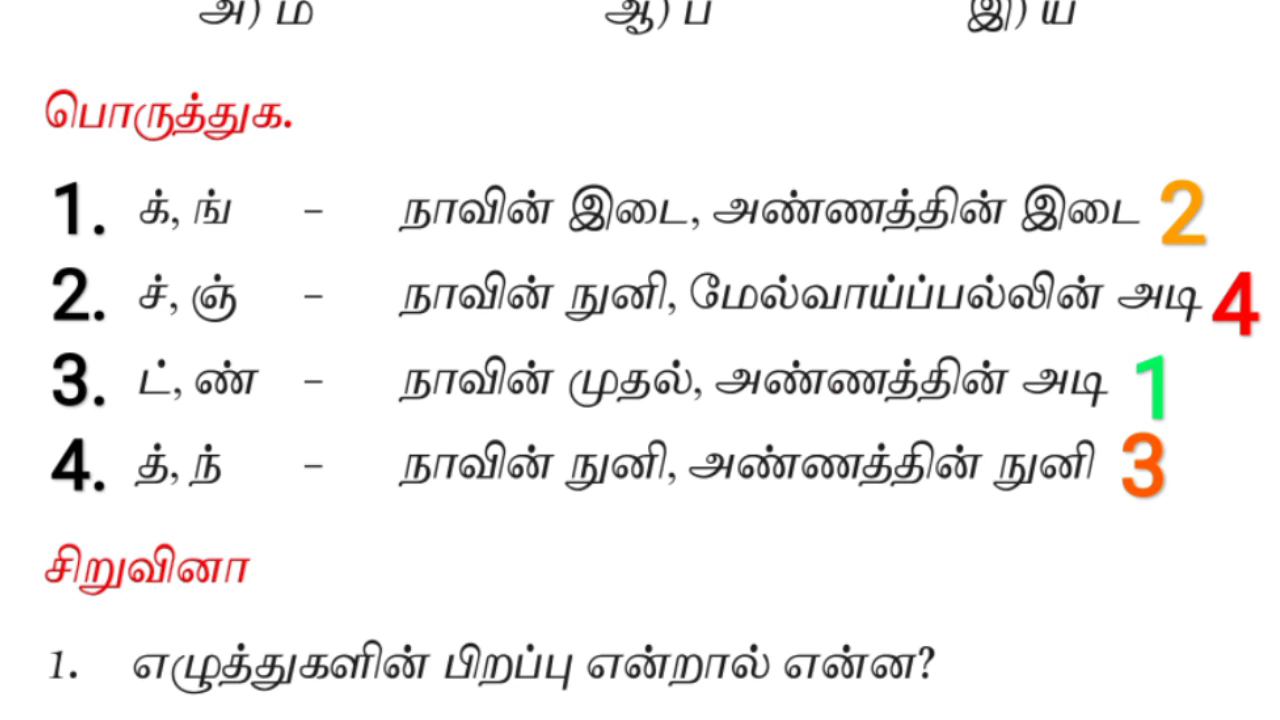 அ) ம ஆ) ப இ) ய
பொருத்துக.
1. க், ங் – நாவின் இடை, அண்ணத்தின் இடை 2
2. ச், ஞ் – நாவின் நுனி, மேல்வாய்ப்பல்லின் அடி 4
3. ட், ண் – நாவின் முதல், அண்ணத்தின் அடி 1
4. த், ந் – நாவின் நுனி, அண்ணத்தின் நுனி 3
சிறுவினா
1. எழுத்துகளின் பிறப்பு என்றால் என்ன?